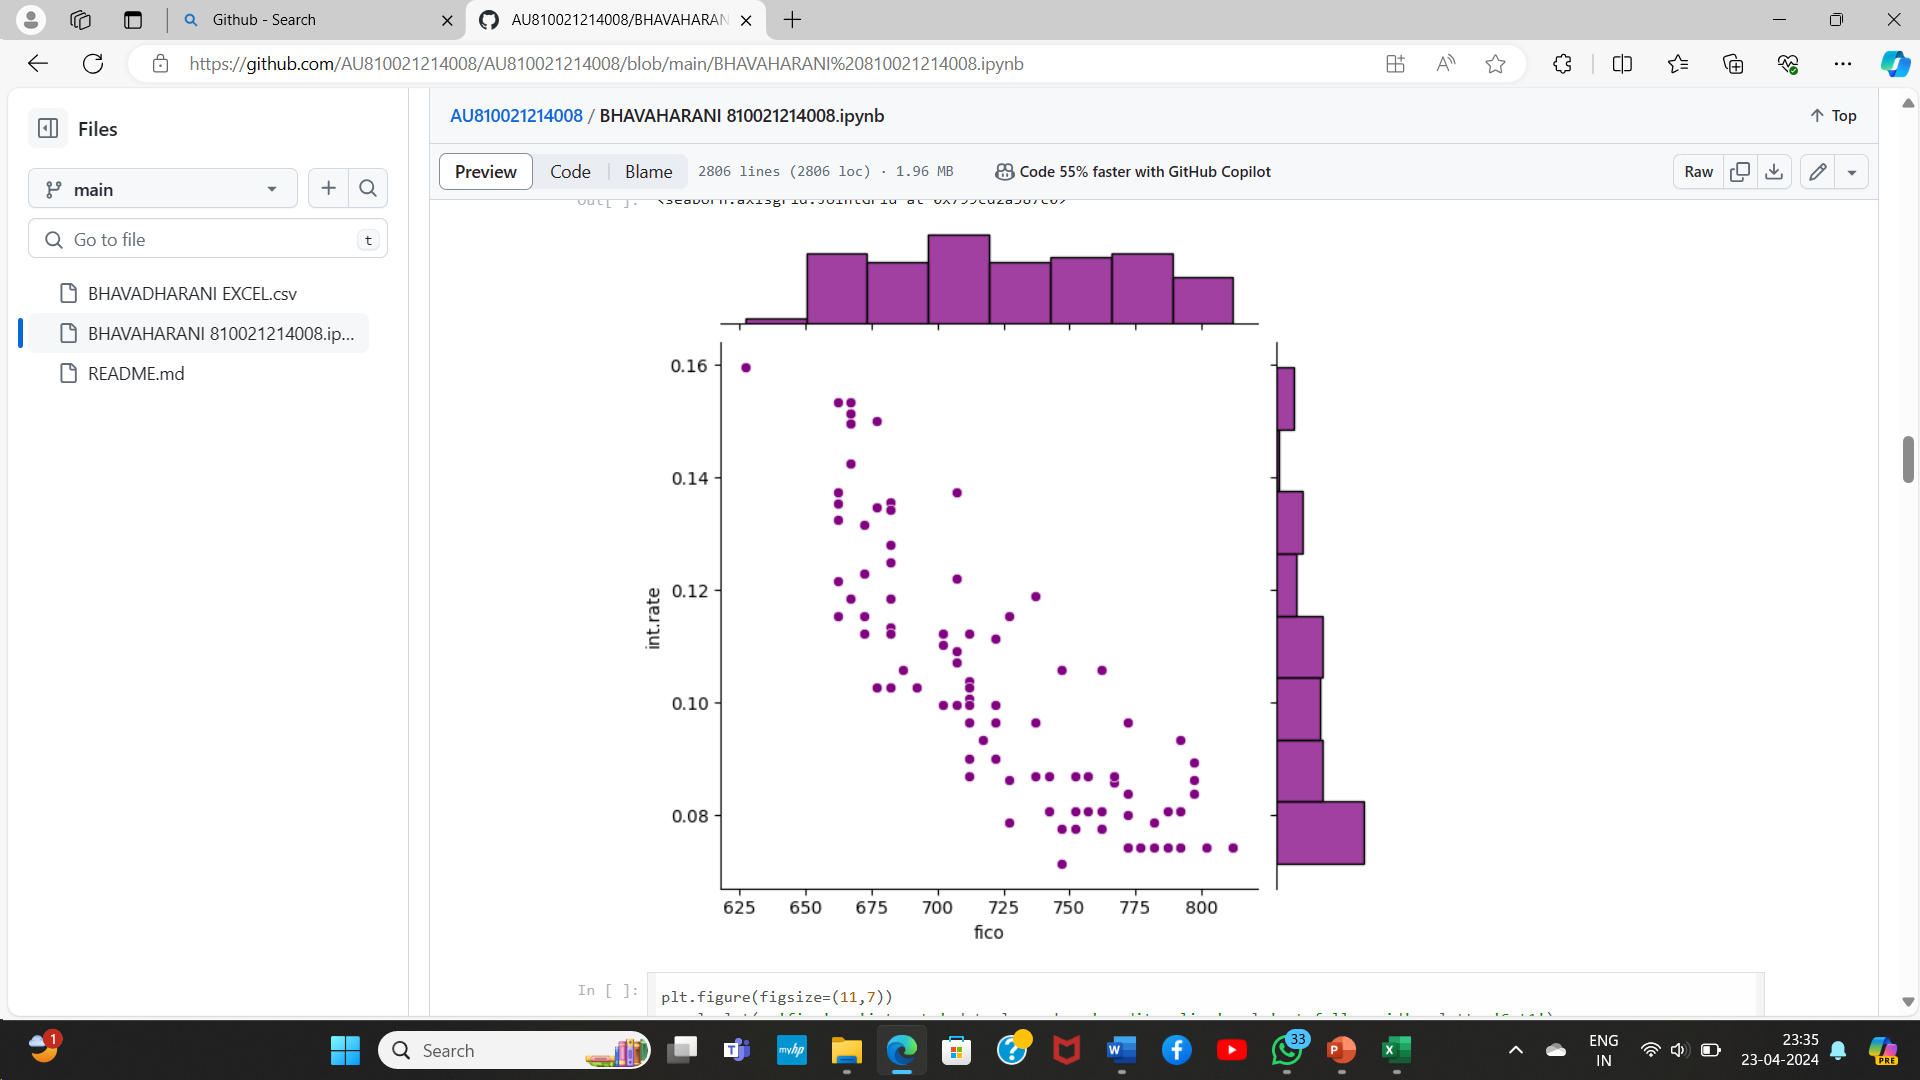 Github - Search
AU810021214008/BHAVAHARAN
https://github.com/AU810021214008/AU810021214008/blob/main/BHAVAHARANI%20810021214008.ipynb
Files
main
Go to file
t
BHAVADHARANI EXCEL.csv
BHAVAHARANI 810021214008.ip...
README.md
AU810021214008 / BHAVAHARANI 810021214008.ipynb
Top
Preview
Code
Blame
2806 lines (2806 loc) · 1.96 MB
Code 55% faster with GitHub Copilot
Raw
0.16
0.14
0.12
0.10
0.08
int.rate
625 650 675 700 725 750 775 800
fico
In [ ]:
plt.figure(figsize=(11,7))
1
Search
myhp
33
PRE
ENG
IN
23:35
23-04-2024